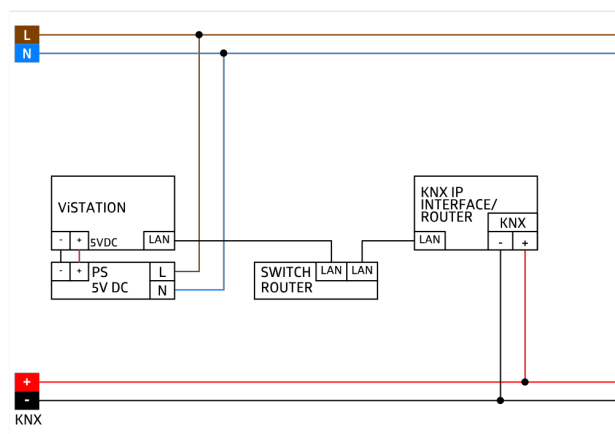 L
N
ViSTATION
- + 5VDC LAN
- + PS L
5V DC N
SWITCH LAN LAN
ROUTER
KNX IP
INTERFACE/
ROUTER
KNX
LAN - +
+
-
KNX